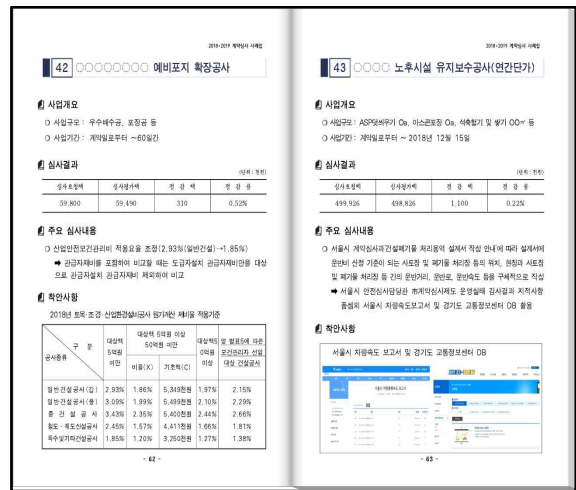 2018-2019 계약심사 사례집
42 ○○○○○○○○ 예비포지 확장공사
사업개요
❍ 사업규모 : 우수배수공, 포장공 등
❍ 사업기간 : 계약일로부터 ~60일간
심사결과
(단위 : 천원)
심사요청액 심사평가액 절 감 액 절 감 율
59,800 59,490 310 0.52%
주요 심사내용
❍ 산업안전보건관리비 적용요율 조정(2.93%(일반건설)→1.85%)
➡ 관급자재비를 포함하여 비교할 때는 도급자설치 관급자재비만을 대상
으로 관급자설치 관급자재비 제외하여 비교
착안사항
2018년 토목·조경·산업환경설비공사 원가계산 제비율 적용기준
구 분
공사종류
대상액
5억원
미만
대상액 5억원 이상
50억원 미만
비율(X) 기초액(C)
대상액5
0억원
이상
영 별표5에 따른
보건관리자 선임
대상 건설공사
일반건설공사(갑) 2.93% 1.86% 5,349천원 1.97% 2.15%
일반건설공사(을) 3.09% 1.99% 5,499천원 2.10% 2.29%
중 건 설 공 사 3.43% 2.35% 5,400천원 2.44% 2.66%
철도·궤도신설공사 2.45% 1.57% 4,411천원 1.66% 1.81%
특수및기타건설공사 1.85% 1.20% 3,250천원 1.27% 1.38%
- 62 -
2018-2019 계약심사 사례집
43 ○○○○ 노후시설 유지보수공사(연간단가)
사업개요
❍ 사업규모 : ASP덧씌우기 0a, 아스콘포장 0a, 석축헐기 및 쌓기 00㎡ 등
❍ 사업기간 : 계약일로부터 ~ 2018년 12월 15일
심사결과
(단위 : 천원)
심사요청액 심사평가액 절 감 액 절 감 율
499,926 498,826 1,100 0.22%
주요 심사내용
❍ 서울시 계약심사과「건설폐기물 처리용역 설계서 작성 안내」에 따라 설계서에
운반비 산정 기준이 되는 사토장 및 폐기물 처리장 등의 위치, 현장과 사토장
및 폐기물 처리장 등 간의 운반거리, 운반로, 운반속도 등을 구체적으로 작성
➡ 서울시 안전심사담당관 市계약심사제도 운영실태 감사결과 지적사항
품셈외 서울시 차량속도보고서 및 경기도 교통정보센터 DB 활용
착안사항
서울시 차량속도 보고서 및 경기도 교통정보센터 DB
- 63 -